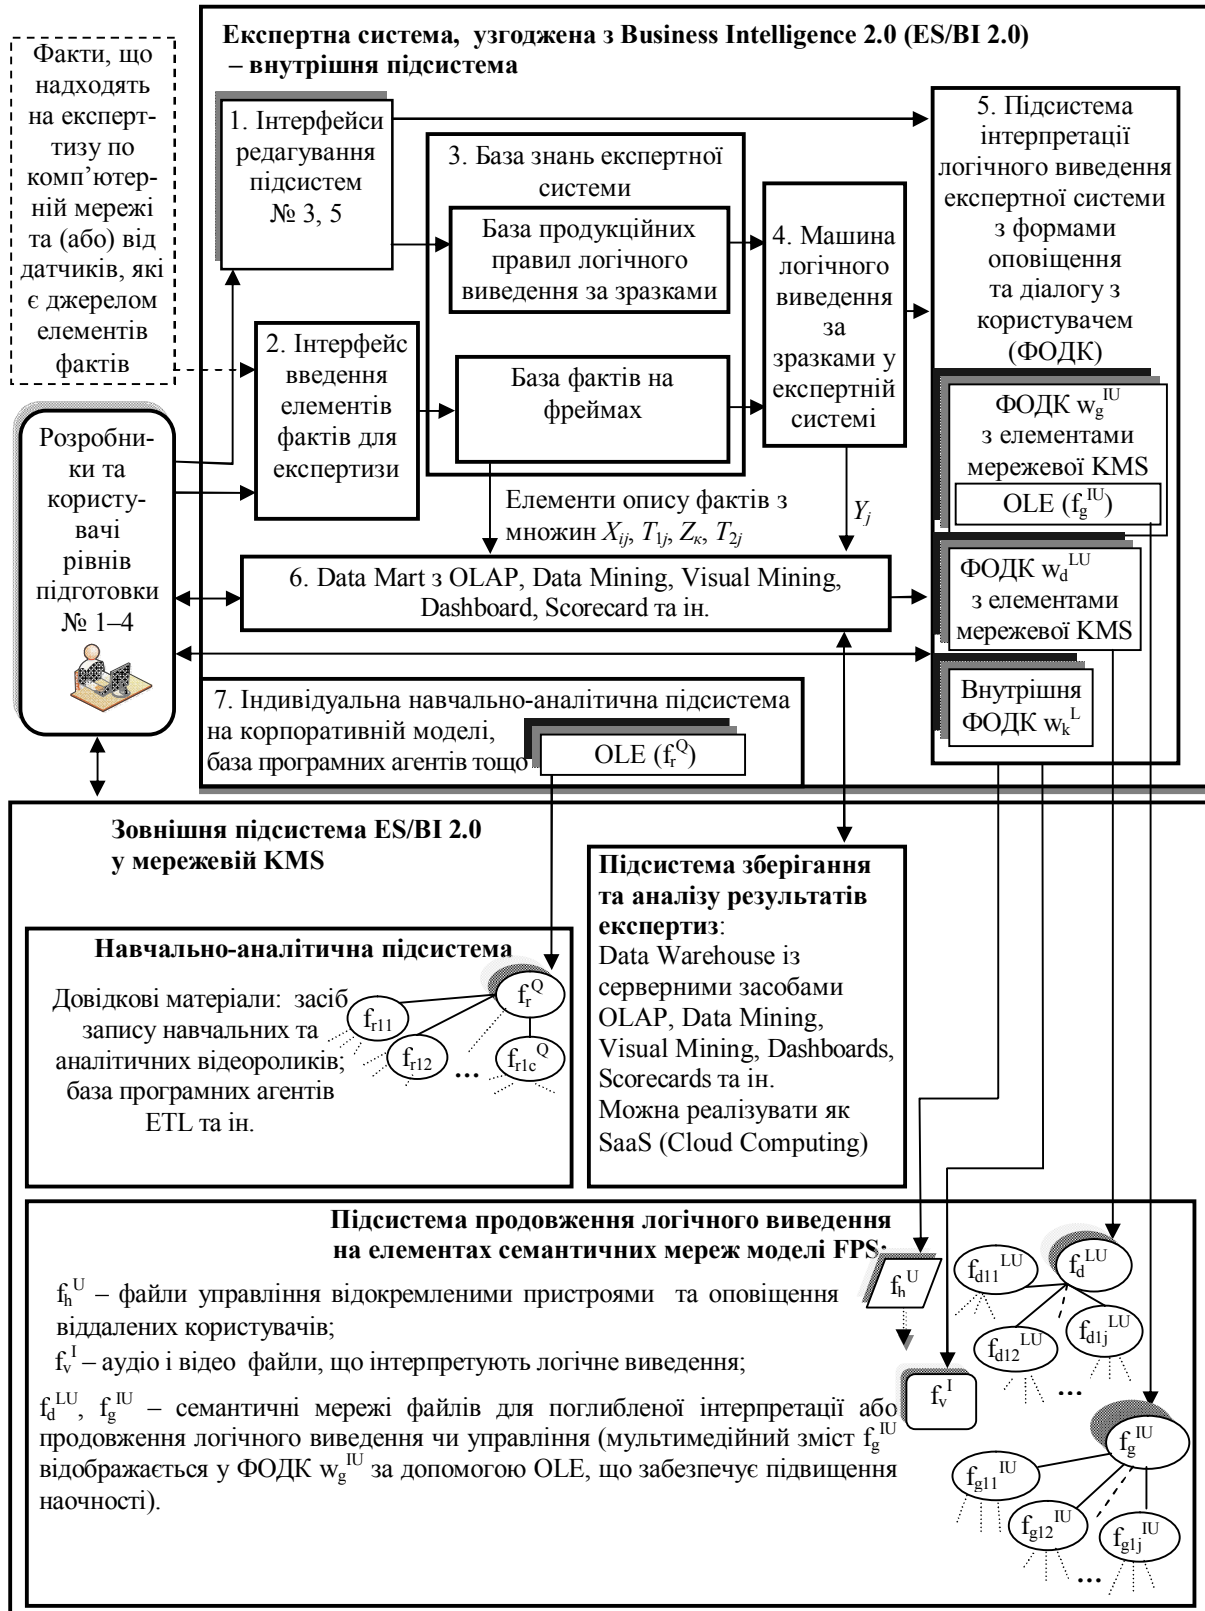 Експертна система,  узгоджена з Business Intelligence 2.0 (ES/BI 2.0)
– внутрішня підсистема
Факти, що
надходять
на експерт-
тизу по
комп’ютер-
ній мережі
та (або) від
датчиків, які
є джерелом
елементів
фактів
1. Інтерфейси
редагування
підсистем
№ 3, 5
2. Інтерфейс
введення
елементів
фактів для
експертизи
3. База знань експертної
системи
База продукційних
правил логічного
виведення за зразками
База фактів на
фреймах
4. Машина
логічного
виведення
за
зразками у
експертній
системі
5. Підсистема
інтерпретації
логічного виведення
експертної системи
з формами
оповіщення
та діалогу з
користувачем
(ФОДК)
ФОДК w_g^IU
з елементами
мережевої KMS
OLE (f_g^IU)
ФОДК w_d^LU
з елементами
мережевої KMS
Внутрішня
ФОДК w_k^L
Розробни-
ки та
користу-
вачі
рівнів
підготовки
№ 1–4
Елементи опису фактів з
множин X_ij, T_1j, Z_к, T_2j
Y_j
6. Data Mart з OLAP, Data Mining, Visual Mining,
Dashboard, Scorecard та ін.
7. Індивідуальна навчально-аналітична підсистема
на корпоративній моделі,
база програмних агентів тощо
OLE (f_r^Q)
Зовнішня підсистема ES/BI 2.0
у мережевій KMS
Навчально-аналітична підсистема
Довідкові матеріали:  засіб
запису навчальних та
аналітичних відеороликів;
база програмних агентів
ETL та ін.
f_r^Q
f_r11
f_r12
...
f_r1c^Q
Підсистема зберігання
та аналізу результатів
експертиз:
Data Warehouse із
серверними засобами
OLAP, Data Mining,
Visual Mining, Dashboards,
Scorecards та ін.
Можна реалізувати як
SaaS (Cloud Computing)
Підсистема продовження логічного виведення
на елементах семантичних мереж моделі FPS:
f_h^U – файли управління відокремленими пристроями  та оповіщення
віддалених користувачів;
f_v^I – аудіо і відео  файли, що інтерпретують логічне виведення;
f_d^LU, f_g^IU – семантичні мережі файлів для поглибленої інтерпретації або
продовження логічного виведення чи управління (мультимедійний зміст f_g^IU
відображається у ФОДК w_g^IU за допомогою OLE, що забезпечує підвищення
наочності).
f_h^U
f_v^I
f_d^LU
f_d11^LU
f_d12^LU
f_d1j^LU
...
f_g^IU
f_g11^IU
f_g12^IU
f_g1j^IU
...